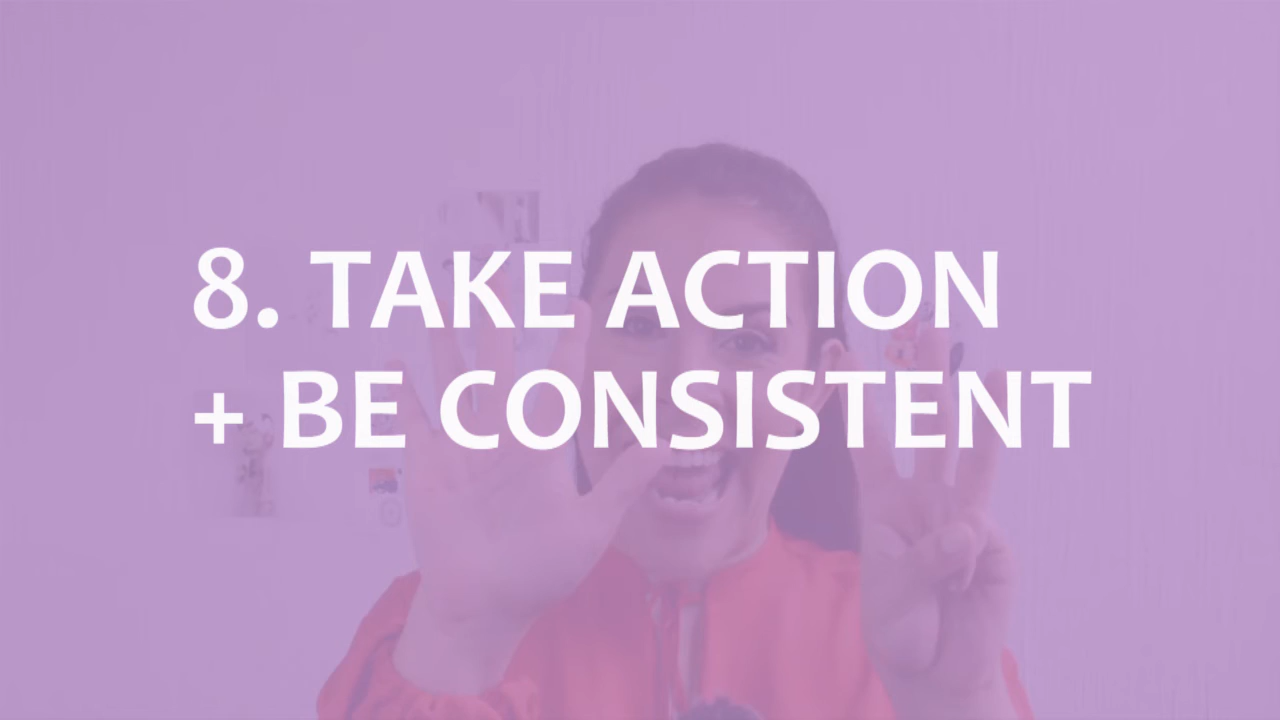 8. TAKE ACTION
+ BE CONSISTENT